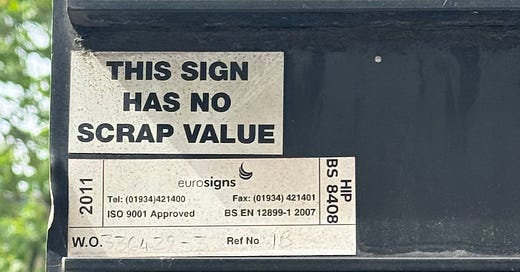 THIS SIGN
HAS NO
SCRAP VALUE
2011
eurosigns
Tel: (01934)421400 Fax: (01934) 421401
ISO 9001 Approved BS EN 12899-1 2007
HIP
BS 8408
W.O. Ref No